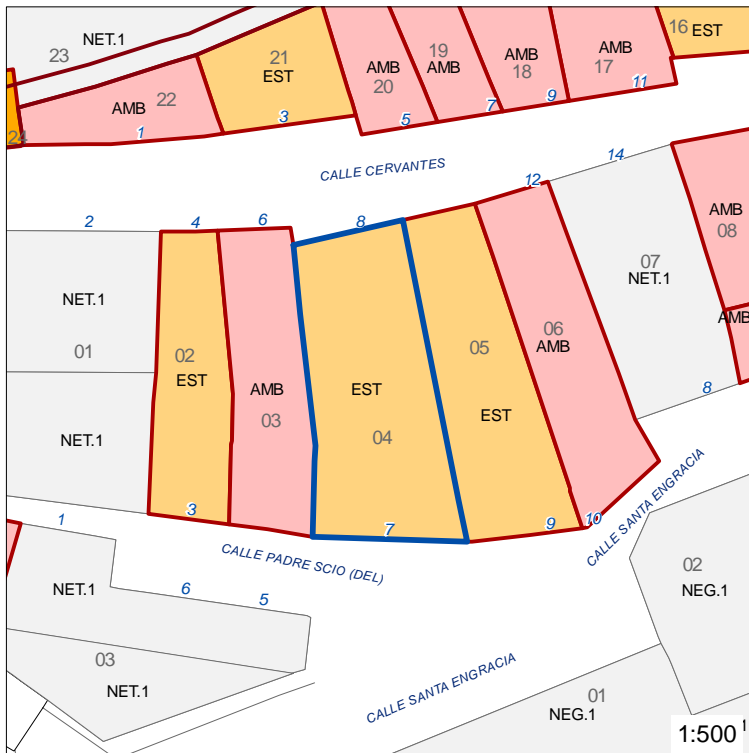 16 EST
23 NET.1
21
EST
AMB
20
19
AMB
AMB
18
AMB
17
11
9
7
5
3
AMB 22
1
24
CALLE CERVANTES
14
12
8
6
4
2
AMB
08
07
NET.1
NET.1
01
02
EST
AMB
03
EST
04
05
EST
06
AMB
AMB
8
NET.1
3
7
9
10
CALLE SANTA ENGRACIA
1
CALLE PADRE SCIO (DEL)
NET.1
6
5
02
NEG.1
03
NET.1
CALLE SANTA ENGRACIA
01
NEG.1
1:500
1